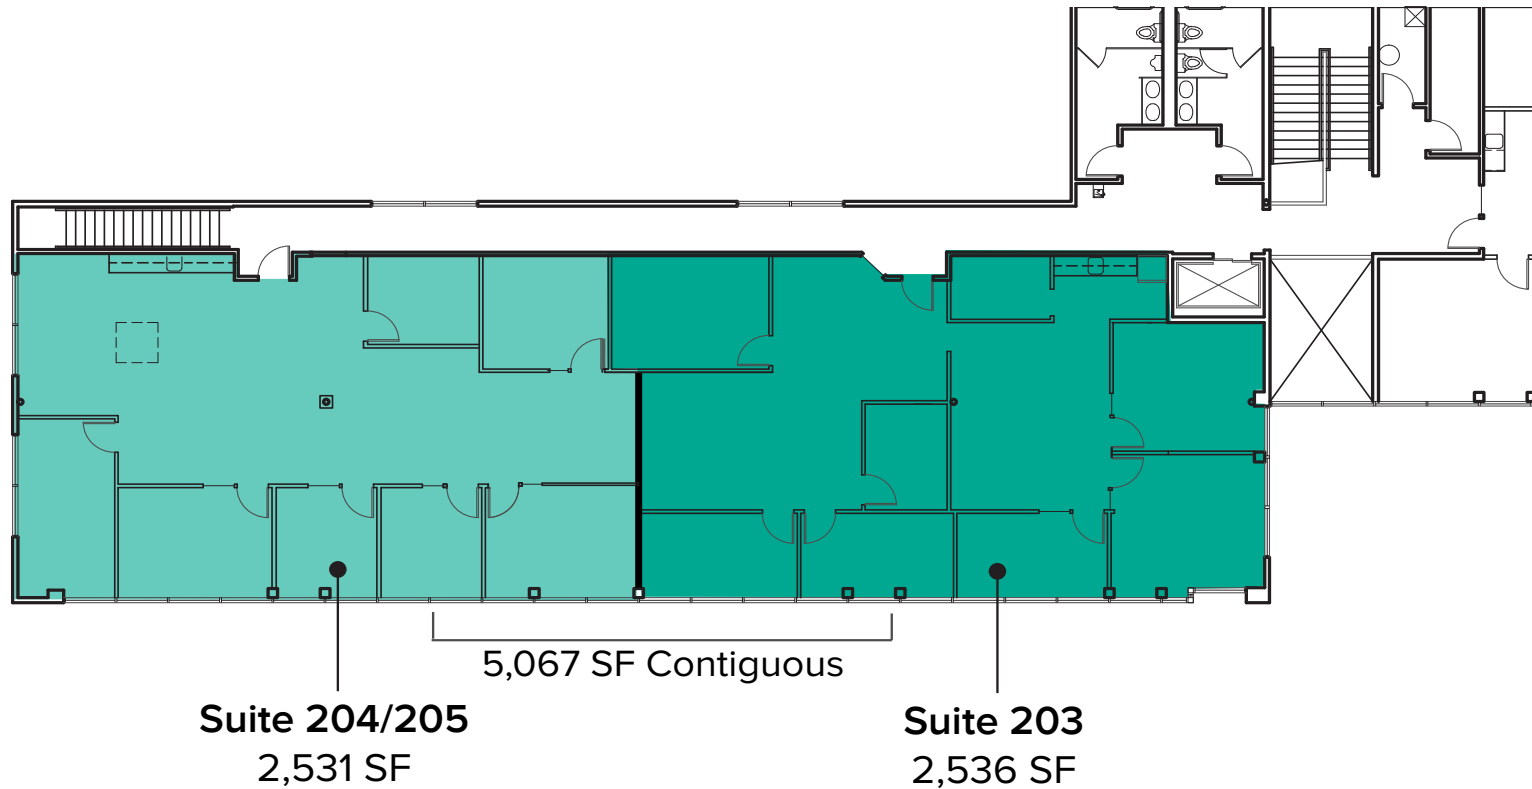 5,067 SF Contiguous
Suite 204/205
2,531 SF
Suite 203
2,536 SF